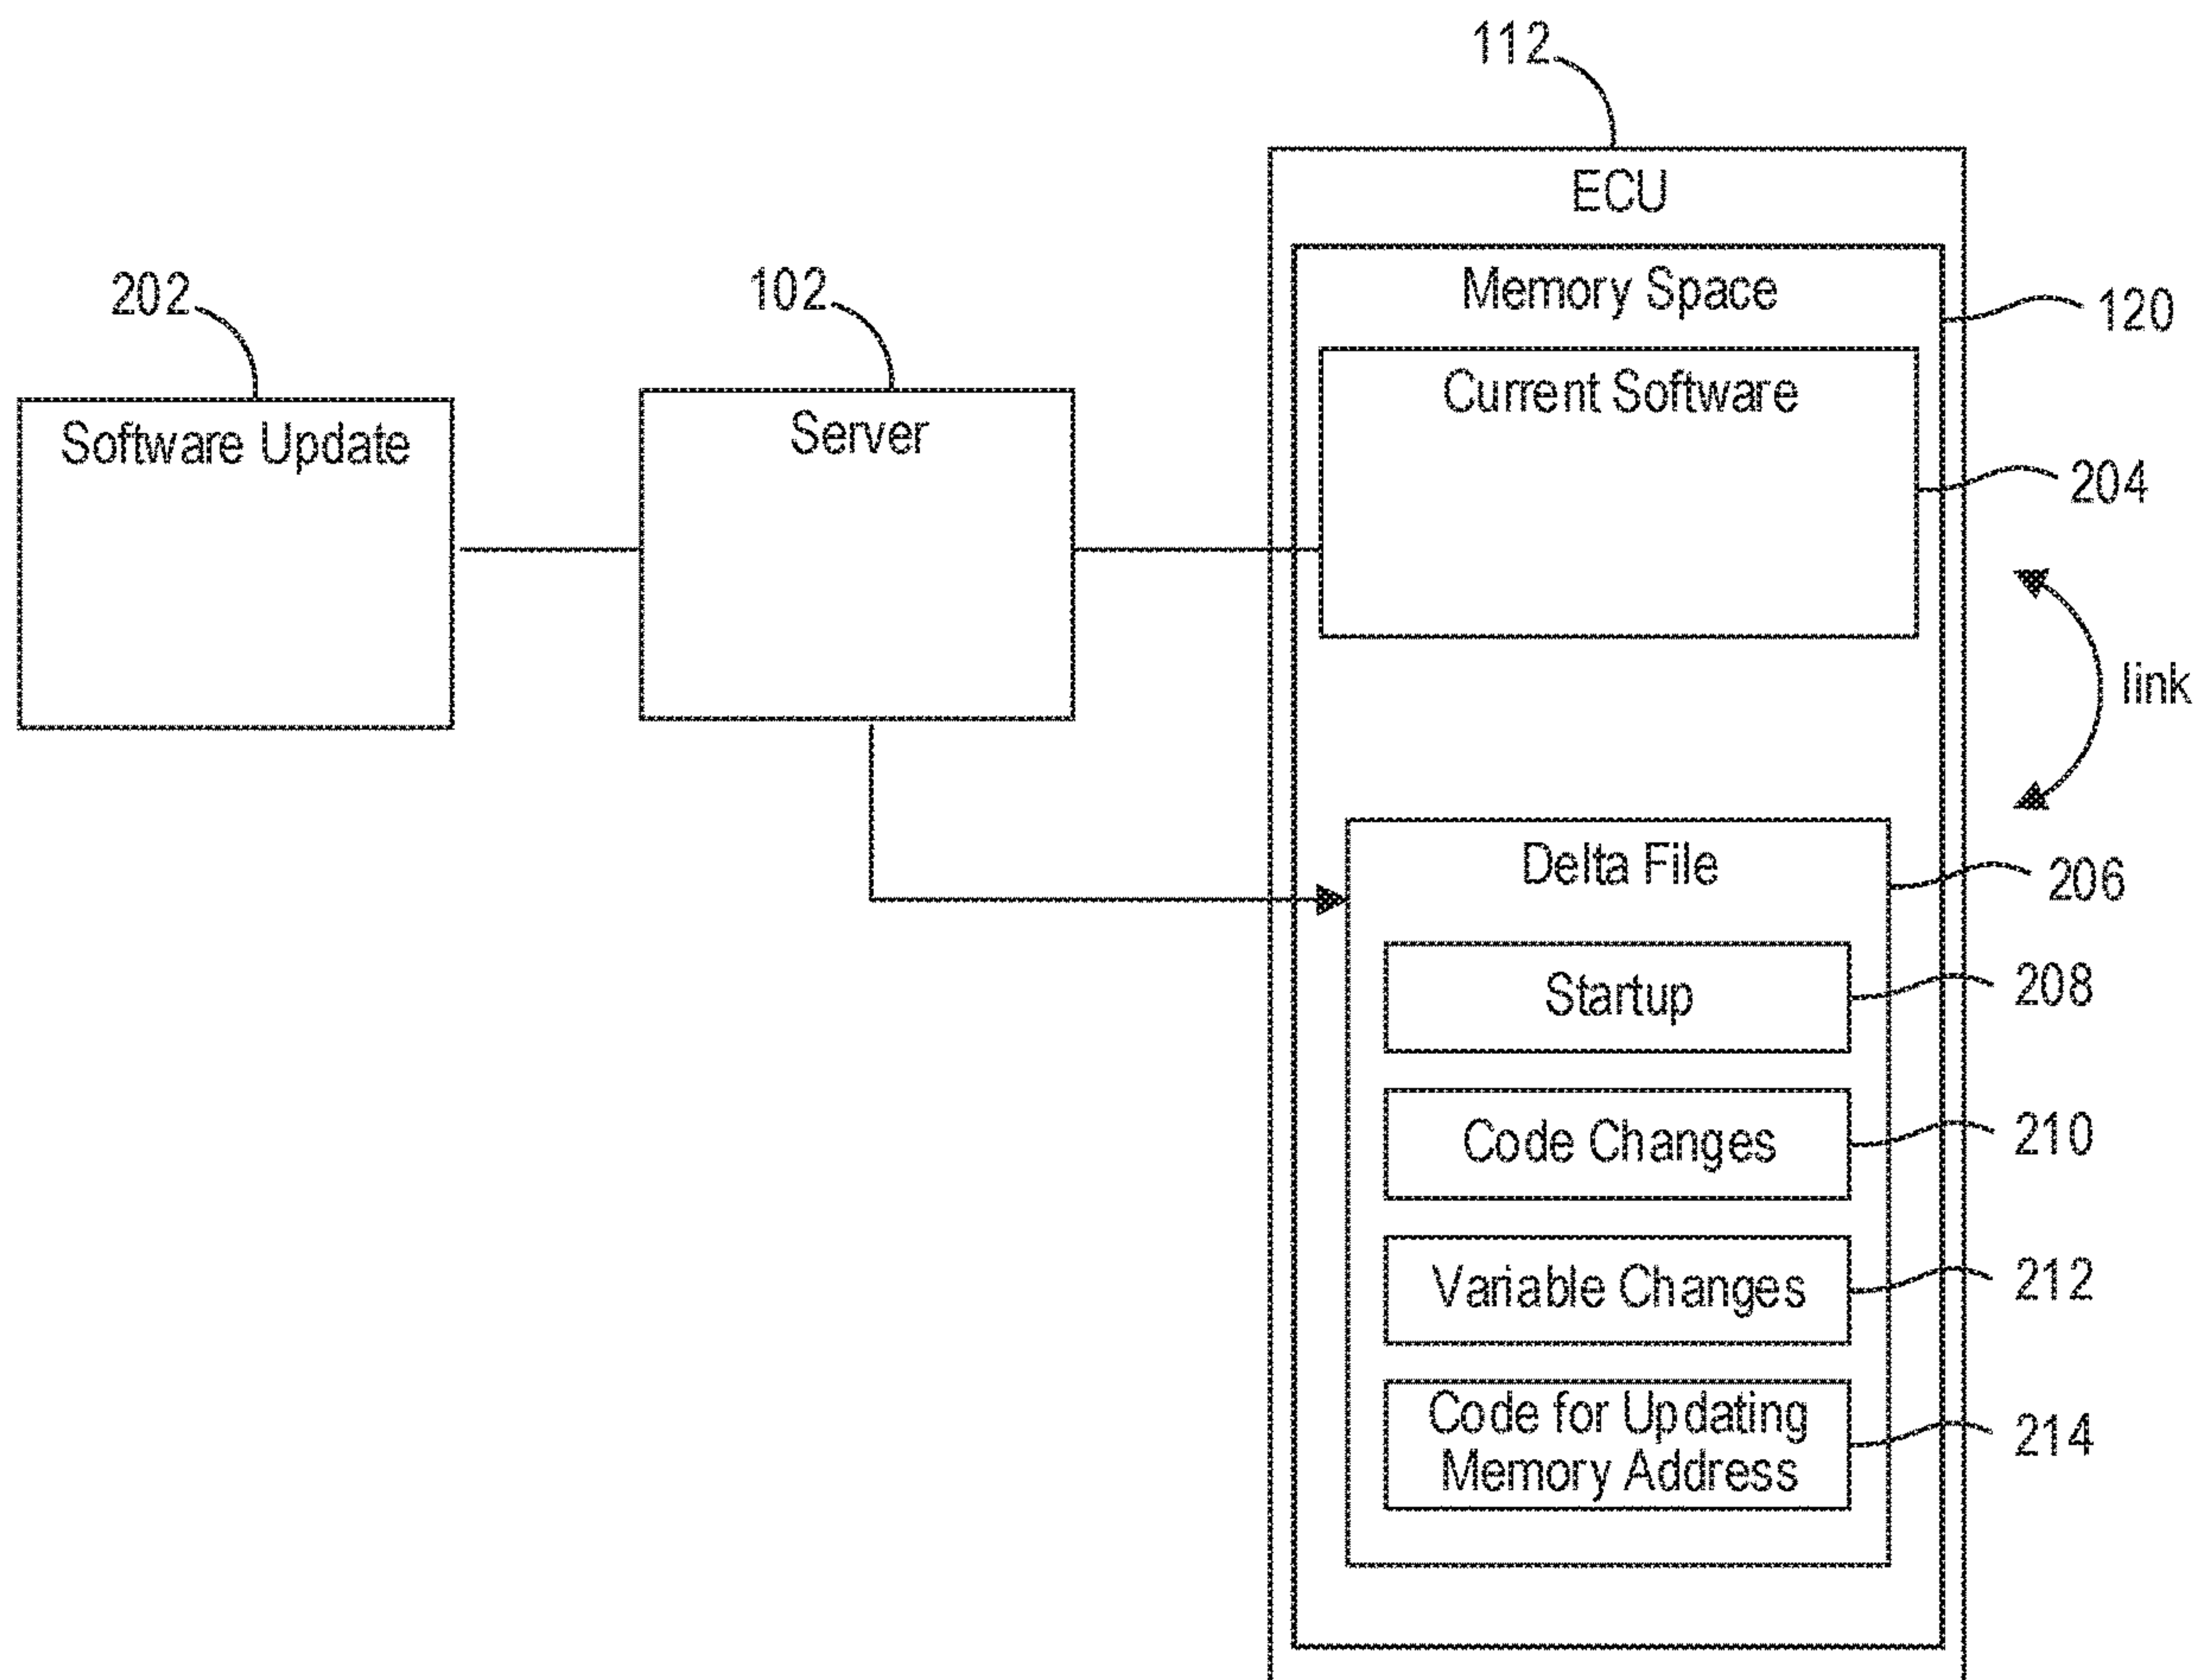 112
ECU
202
102
Memory Space
120
Software Update
Server
Current Software
204
link
Delta File
206
Startup
208
Code Changes
210
Variable Changes
212
Code for Updating
Memory Address
214